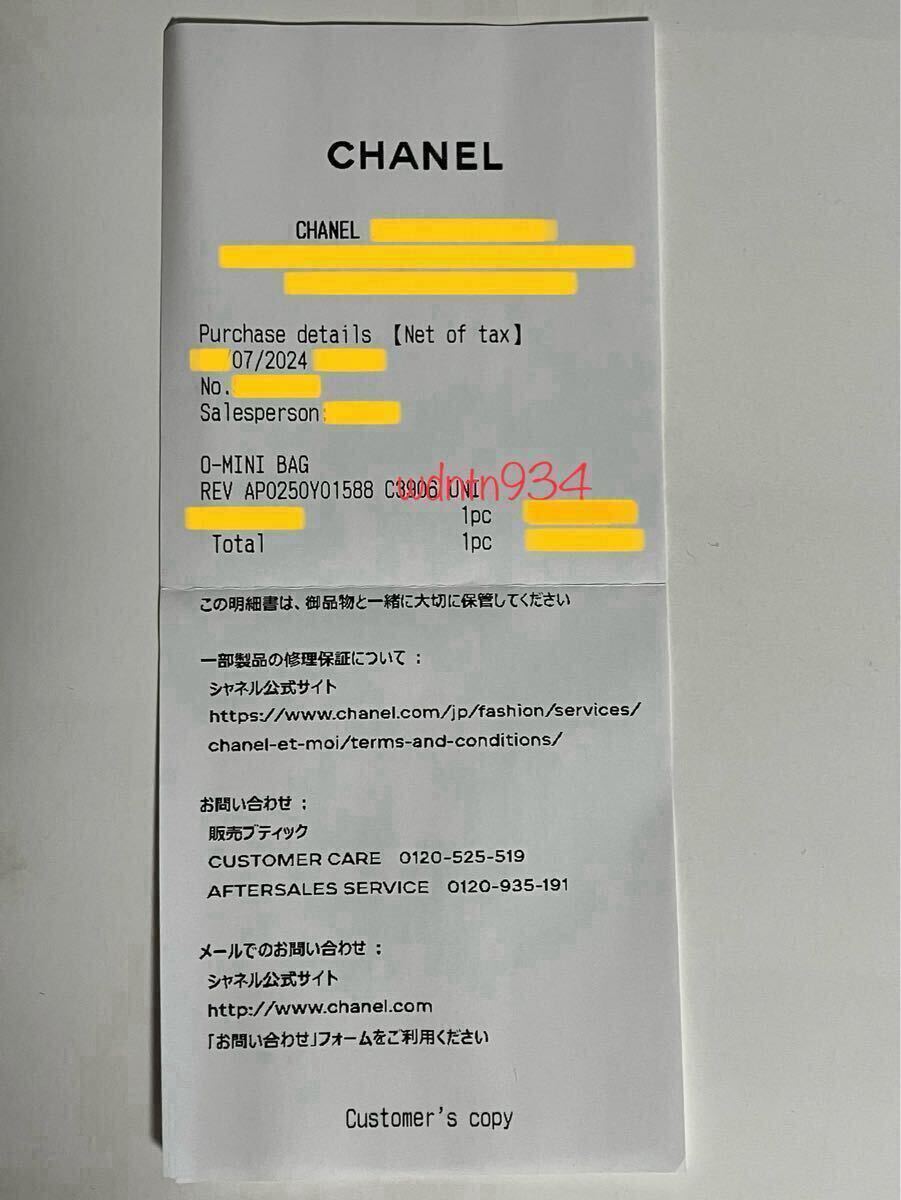 CHANEL
CHANEL
Purchase details 【Net of tax】
/07/2024
No.
Salesperson:
O-MINI BAG
REV AP0250Y01588 C3906 UNI
wdntn934
1pc
Total 1pc
この明細書は、御品物と一緒に大切に保管してください
一部製品の修理保証について：
シャネル公式サイト
https://www.chanel.com/jp/fashion/services/
chanel-et-moi/terms-and-conditions/
お問い合わせ：
販売ブティック
CUSTOMER CARE 0120-525-519
AFTERSALES SERVICE 0120-935-191
メールでのお問い合わせ：
シャネル公式サイト
http://www.chanel.com
「お問い合わせ」フォームをご利用ください
Customer's copy